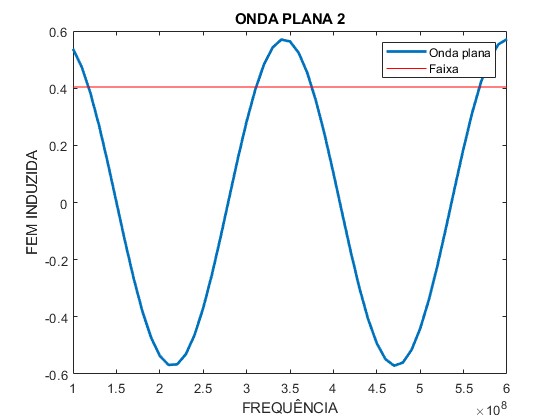 ONDA PLANA 2
Onda plana
Faixa
0.6
0.4
0.2
0
-0.2
-0.4
-0.6
FEM INDUZIDA
1 1.5 2 2.5 3 3.5 4 4.5 5 5.5 6
×10⁸
FREQUÊNCIA